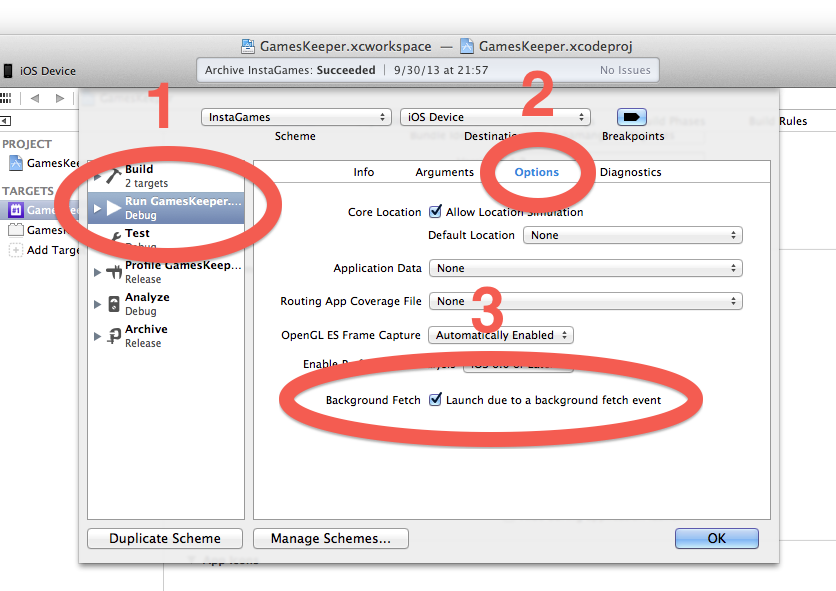 GamesKeeper.xcworkspace — GamesKeeper.xcodeproj
iOS Device
Archive InstaGames: Succeeded | 9/30/13 at 21:57 No Issues
1
2
InstaGames
iOS Device
Scheme
Destination
Breakpoints
Build Rules
PROJECT
GamesKee
TARGETS
GamesKee
Games
Add Targe
Build
2 targets
Run GamesKeeper....
Debug
Test
Debug
Profile GamesKeep...
Release
Analyze
Debug
Archive
Release
Info Arguments Options Diagnostics
Core Location Allow Location Simulation
Default Location None
Application Data None
Routing App Coverage File None
3
OpenGL ES Frame Capture Automatically Enabled
Enable
Background Fetch Launch due to a background fetch event
Duplicate Scheme
Manage Schemes...
OK
App Icons